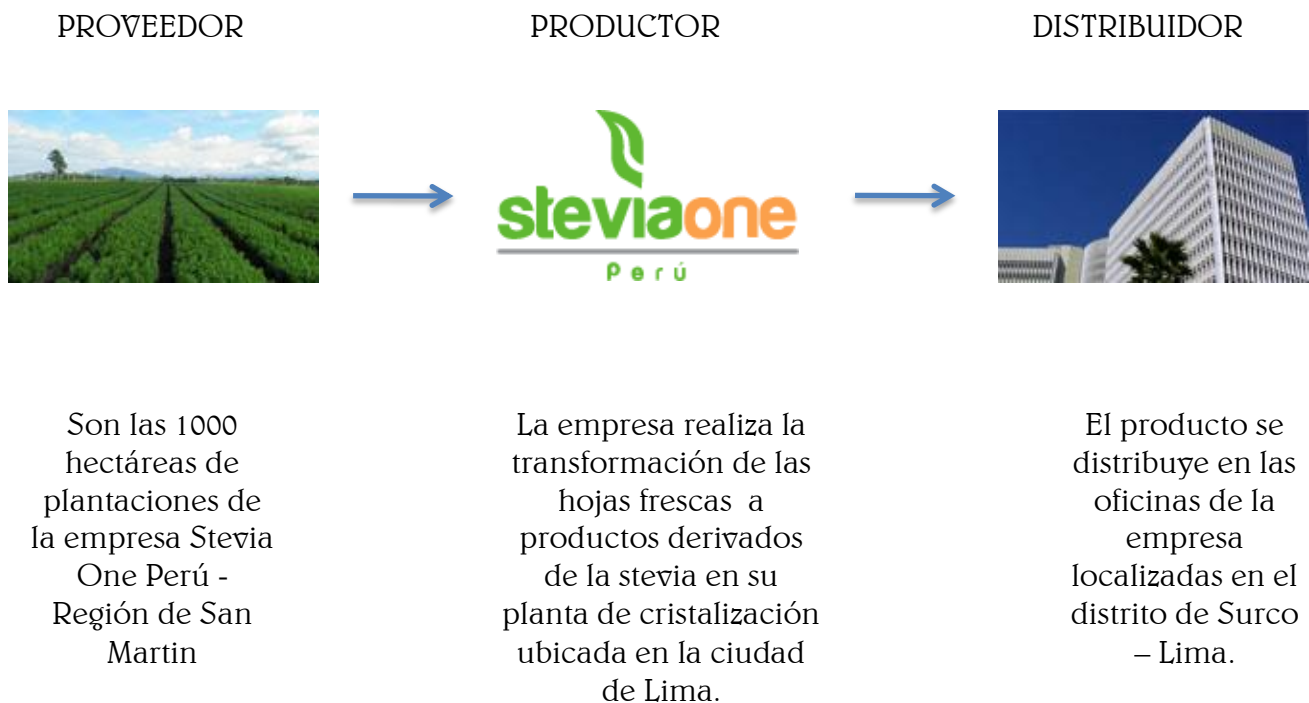 PROVEEDOR
PRODUCTOR
DISTRIBUIDOR
steviaone
Perú
Son las 1000
hectáreas de
plantaciones de
la empresa Stevia
One Perú -
Región de San
Martin
La empresa realiza la
transformación de las
hojas frescas a
productos derivados
de la stevia en su
planta de cristalización
ubicada en la ciudad
de Lima.
El producto se
distribuye en las
oficinas de la
empresa
localizadas en el
distrito de Surco
– Lima.